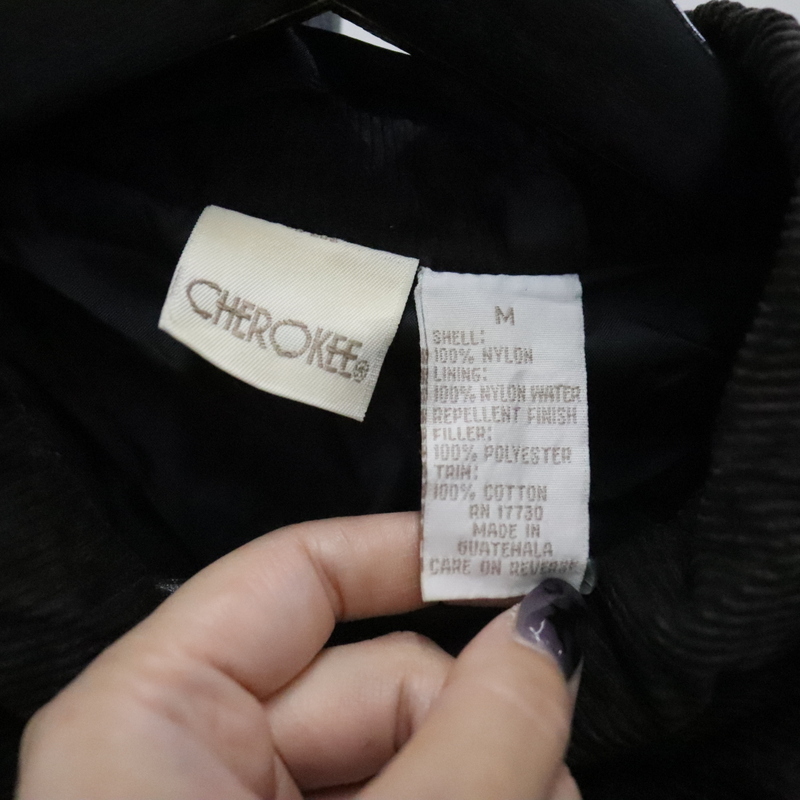 CHEROKEE®
M
SHELL:
100% NYLON
LINING:
100% NYLON WATER
REPELLENT FINISH
FILLER:
100% POLYESTER
TRIM:
100% COTTON
RN 17730
MADE IN
GUATEMALA
CARE ON REVERSE